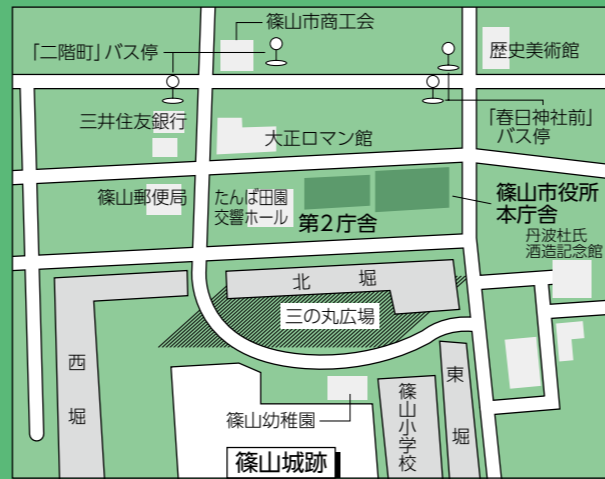 篠山市商工会
「二階町」バス停
歴史美術館
三井住友銀行
大正ロマン館
「春日神社前」
バス停
篠山郵便局
たんば田園
交響ホール
第2庁舎
篠山市役所
本庁舎
丹波杜氏
酒造記念館
北堀
三の丸広場
西堀
東堀
篠山幼稚園
篠山小学校
篠山城跡